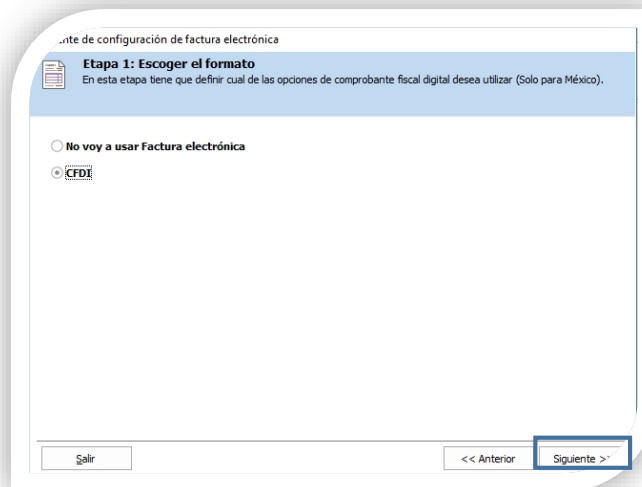 de configuración de factura electrónica
Etapa 1: Escoger el formato
En esta etapa tiene que definir cual de las opciones de comprobante fiscal digital desea utilizar (Solo para México).
No voy a usar Factura electrónica
CFDI
Salir
<< Anterior
Siguiente >